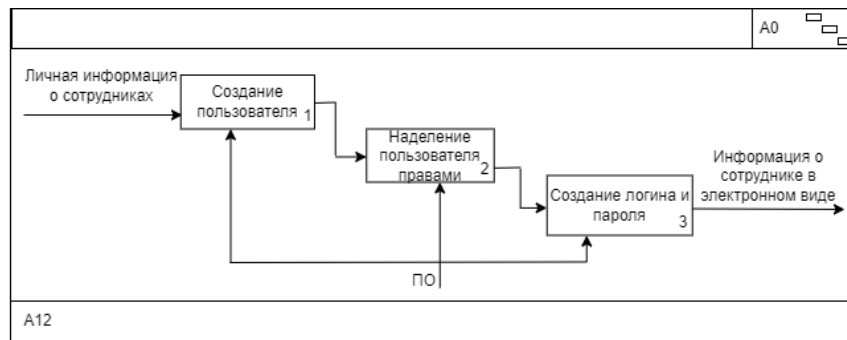 A0
Личная информация
о сотрудниках
Создание
пользователя
1
Наделение
пользователя
правами
2
Создание логина и
пароля
3
Информация о
сотруднике в
электронном виде
ПО
A12